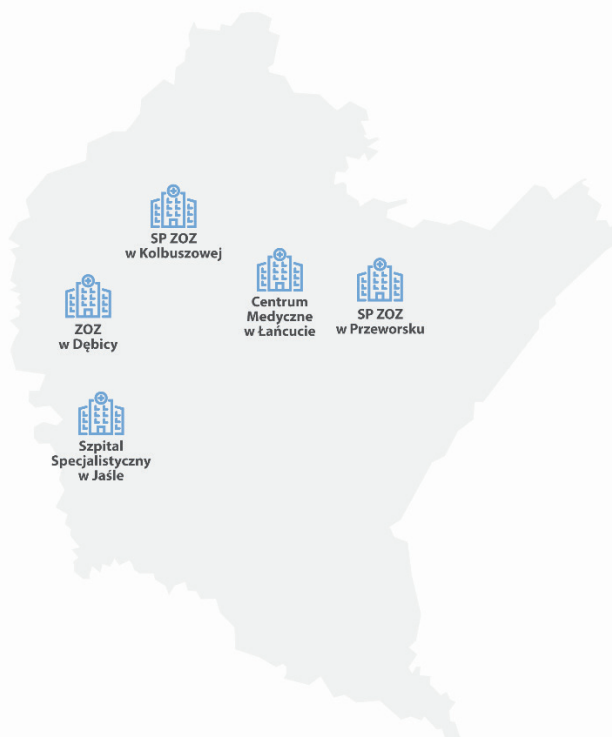 SP ZOZ
w Kolbuszowej
Centrum
Medyczne
w Łańcucie
SP ZOZ
w Przeworsku
ZOZ
w Dębicy
Szpital
Specjalistyczny
w Jaśle